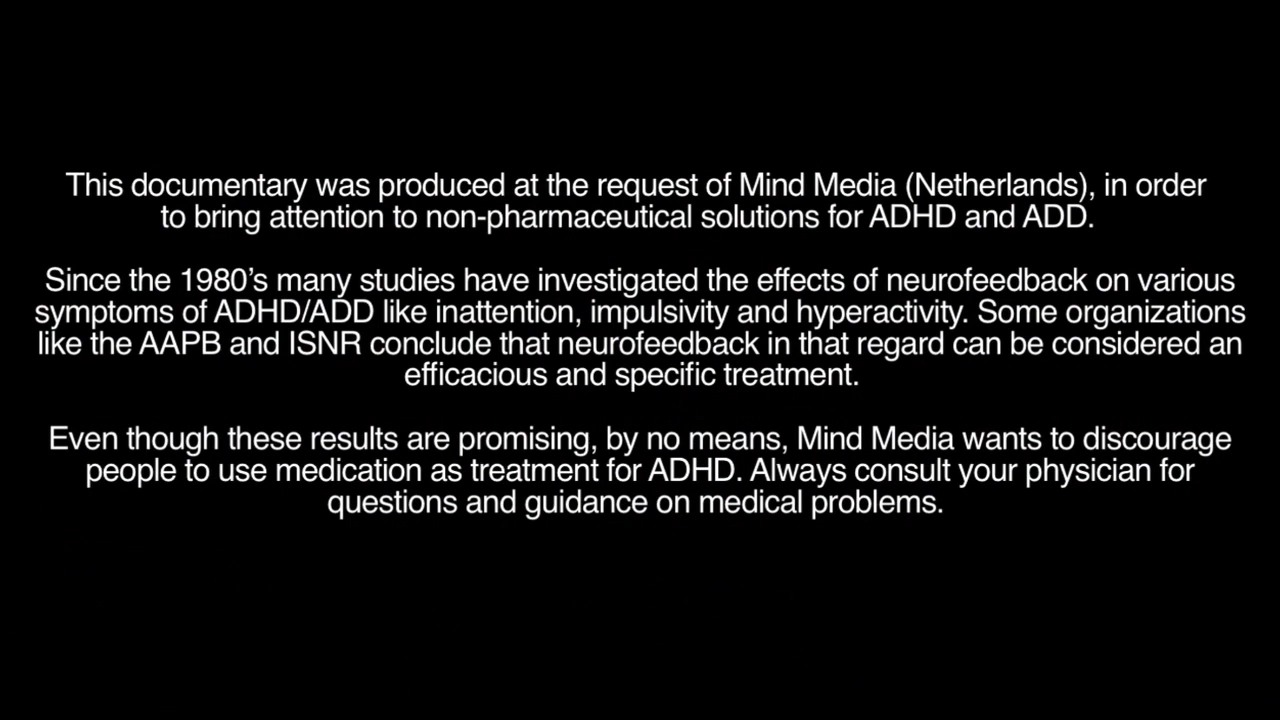 This documentary was produced at the request of Mind Media (Netherlands), in order
to bring attention to non-pharmaceutical solutions for ADHD and ADD.
Since the 1980’s many studies have investigated the effects of neurofeedback on various
symptoms of ADHD/ADD like inattention, impulsivity and hyperactivity. Some organizations
like the AAPB and ISNR conclude that neurofeedback in that regard can be considered an
efficacious and specific treatment.
Even though these results are promising, by no means, Mind Media wants to discourage
people to use medication as treatment for ADHD. Always consult your physician for
questions and guidance on medical problems.